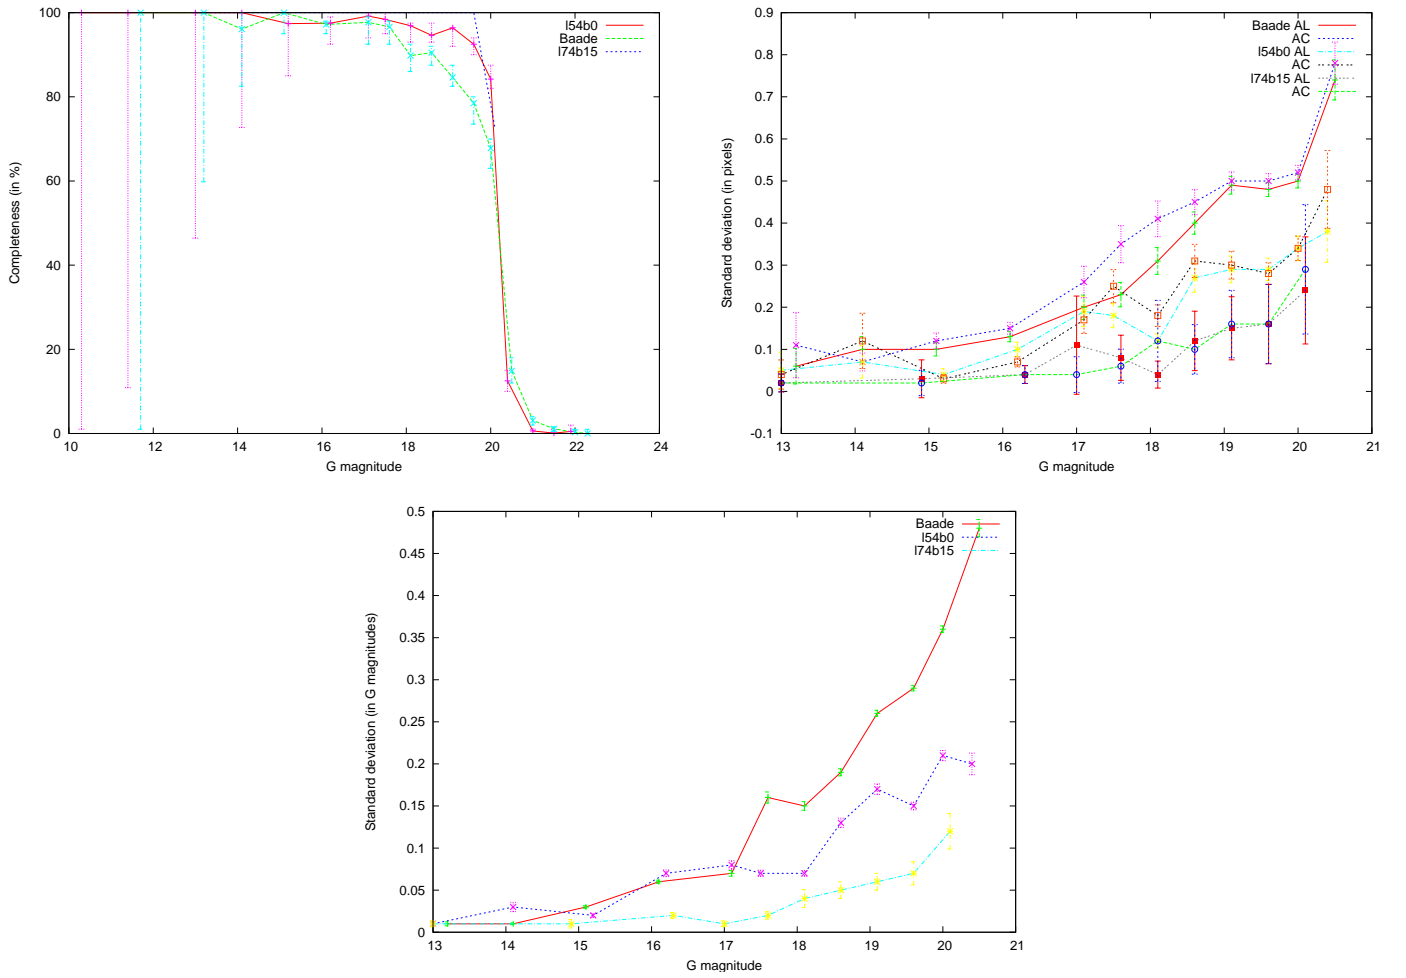 100
80
60
40
20
0
Completeness (in %)
10 12 14 16 18 20 22 24
G magnitude
l54b0
Baade
l74b15
0.9
0.8
0.7
0.6
0.5
0.4
0.3
0.2
0.1
0
-0.1
Standard deviation (in pixels)
13 14 15 16 17 18 19 20 21
G magnitude
Baade AL
AC
l54b0 AL
AC
l74b15 AL
AC
0.5
0.45
0.4
0.35
0.3
0.25
0.2
0.15
0.1
0.05
0
Standard deviation (in G magnitudes)
13 14 15 16 17 18 19 20 21
G magnitude
Baade
l54b0
l74b15